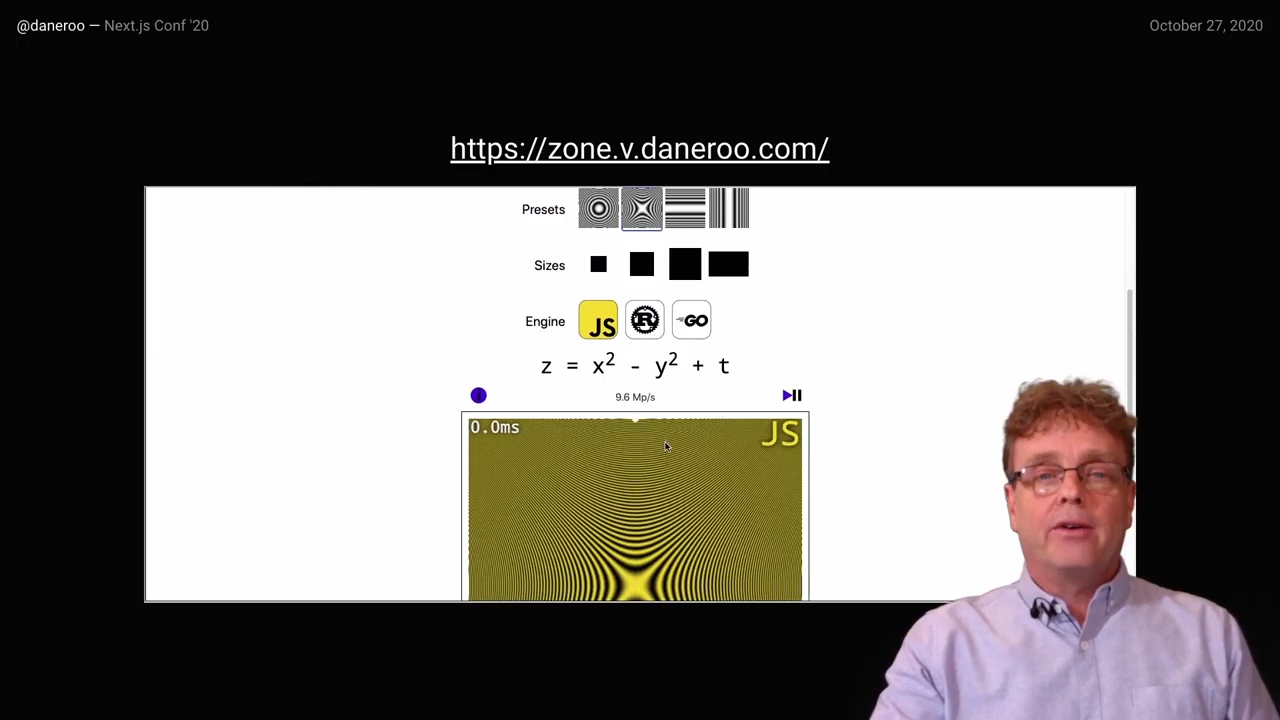 @daneroo — Next.js Conf '20
October 27, 2020
https://zone.v.daneroo.com/
Presets
Sizes
Engine
JS
R
GO
z = x² - y² + t
9.6 Mp/s
0.0ms
JS